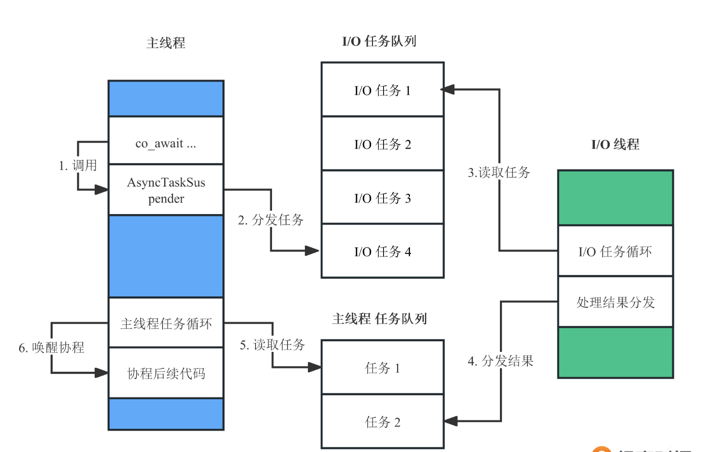 主线程
I/O 任务队列
I/O 任务 1
co_await ...
I/O 任务 2
I/O 线程
1. 调用
3.读取任务
AsyncTaskSus
pender
I/O 任务 3
2. 分发任务
I/O 任务 4
I/O 任务循环
处理结果分发
主线程任务循环
主线程 任务队列
6. 唤醒协程
5. 读取任务
4. 分发结果
任务 1
协程后续代码
任务 2